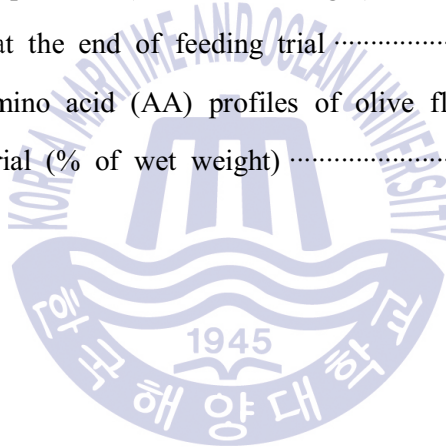 at the end of feeding trial ·····················
mino acid (AA) profiles of olive fl
rial (% of wet weight) ·························
KOREA MARITIME AND OCEAN UNIVERSITY
1945
한국해양대학교